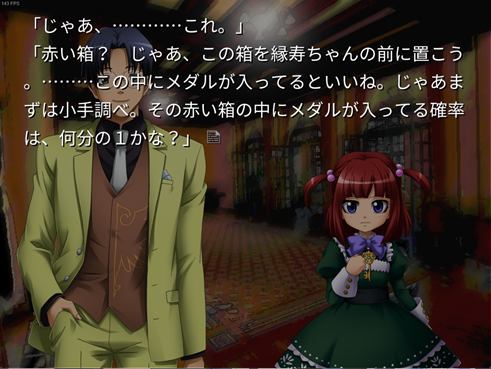 143 FPS
「じゃあ、…………これ。」
「赤い箱？　じゃあ、この箱を縁寿ちゃんの前に置こう
。………この中にメダルが入ってるといいね。じゃあま
ずは小手調べ。その赤い箱の中にメダルが入ってる確率
は、何分の１かな？」